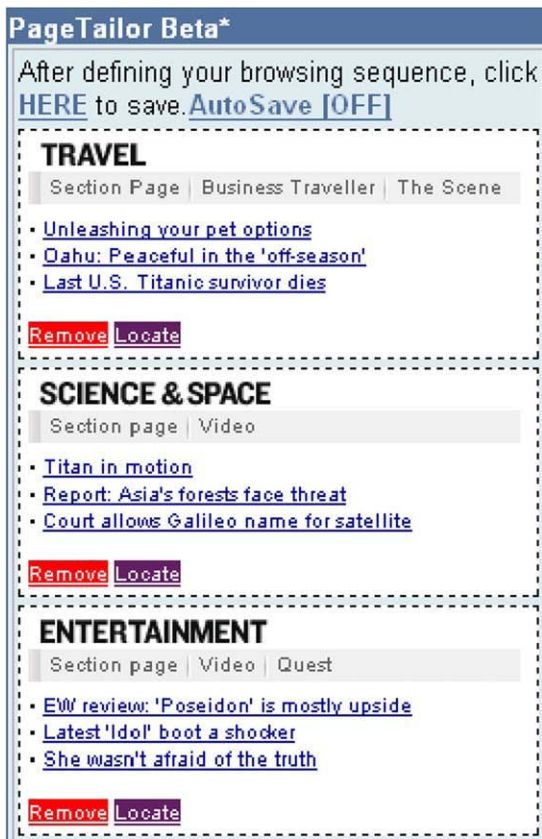 PageTailor Beta*
After defining your browsing sequence, click
HERE to save.AutoSave [OFF]
TRAVEL
Section Page | Business Traveller | The Scene
· Unleashing your pet options
· Oahu: Peaceful in the 'off-season'
· Last U.S. Titanic survivor dies
Remove Locate
SCIENCE & SPACE
Section page | Video
· Titan in motion
· Report: Asia's forests face threat
· Court allows Galileo name for satellite
Remove Locate
ENTERTAINMENT
Section page | Video | Quest
· EW review: 'Poseidon' is mostly upside
· Latest 'Idol' boot a shocker
· She wasn't afraid of the truth
Remove Locate